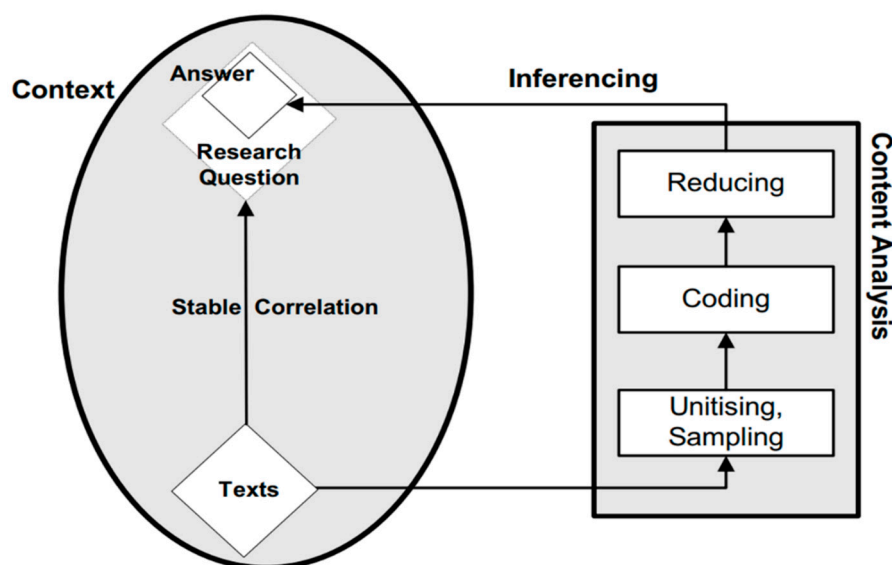 Context
Answer
Research
Question
Stable Correlation
Texts
Inferencing
Reducing
Coding
Unitising,
Sampling
Content Analysis